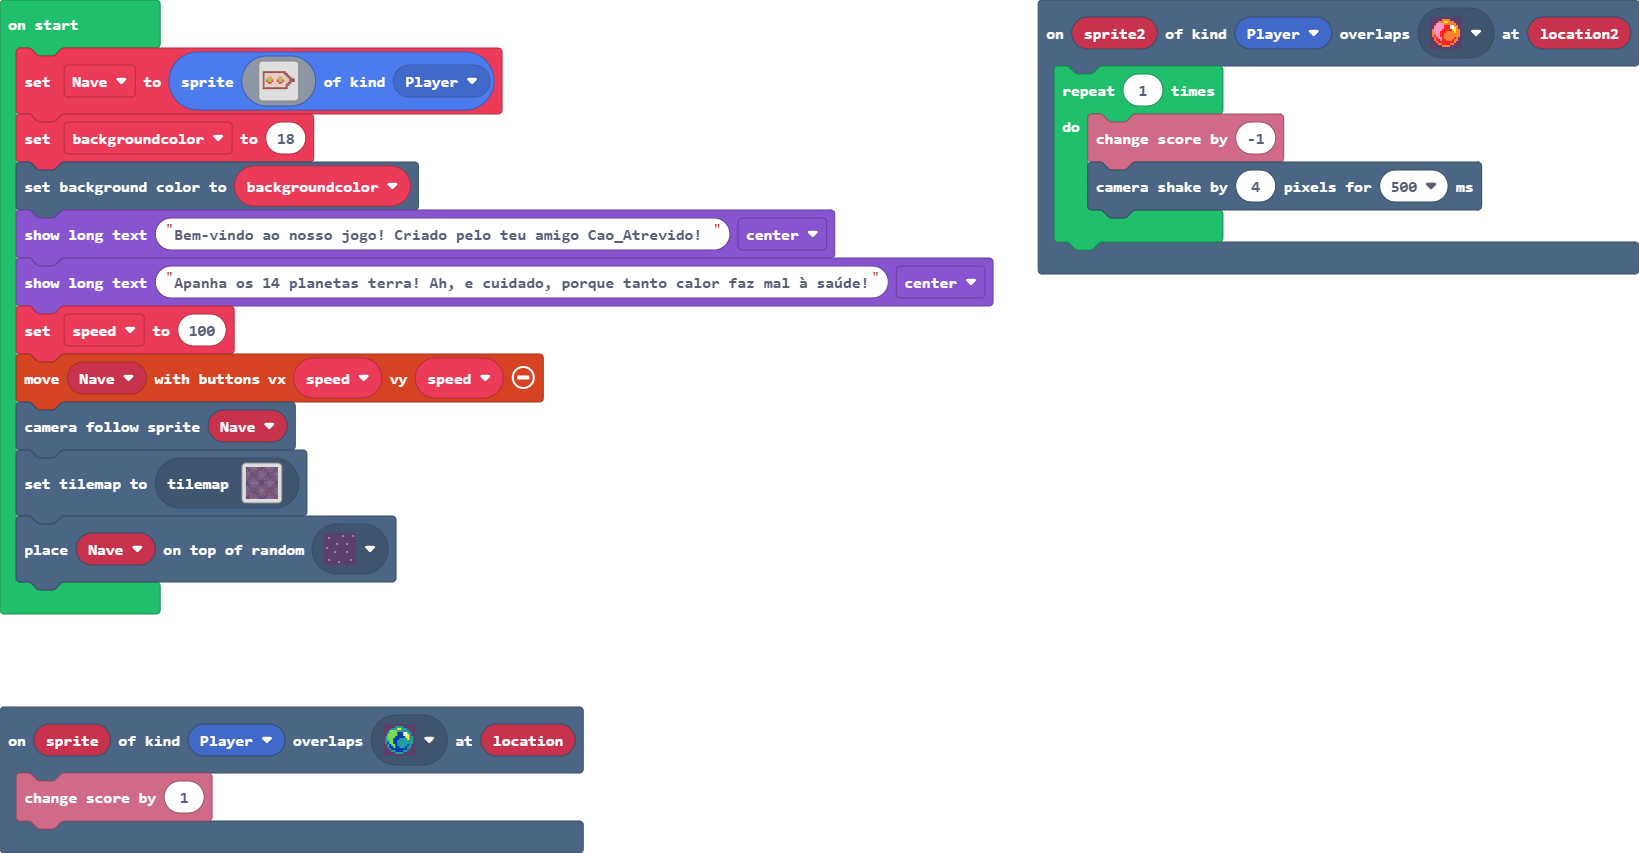 on start
set Nave to sprite of kind Player
set backgroundcolor to 18
set background color to backgroundcolor
show long text "Bem-vindo ao nosso jogo! Criado pelo teu amigo Cao_Atrevido! " center
show long text "Apanha os 14 planetas terra! Ah, e cuidado, porque tanto calor faz mal à saúde!" center
set speed to 100
move Nave with buttons vx speed vy speed
camera follow sprite Nave
set tilemap to tilemap
place Nave on top of random
on sprite of kind Player overlaps at location
change score by 1
on sprite2 of kind Player overlaps at location2
repeat 1 times
do
change score by -1
camera shake by 4 pixels for 500 ms